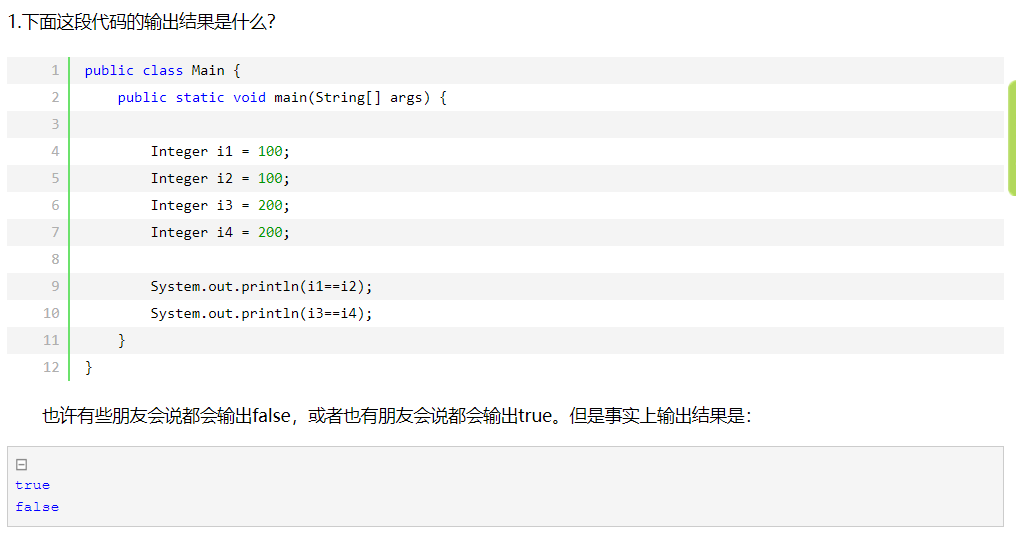 1.下面这段代码的输出结果是什么?
1 public class Main {
2     public static void main(String[] args) {
3
4         Integer i1 = 100;
5         Integer i2 = 100;
6         Integer i3 = 200;
7         Integer i4 = 200;
8
9         System.out.println(i1==i2);
10         System.out.println(i3==i4);
11     }
12 }
也许有些朋友会说都会输出false，或者也有朋友会说都会输出true。但是事实上输出结果是：
true
false